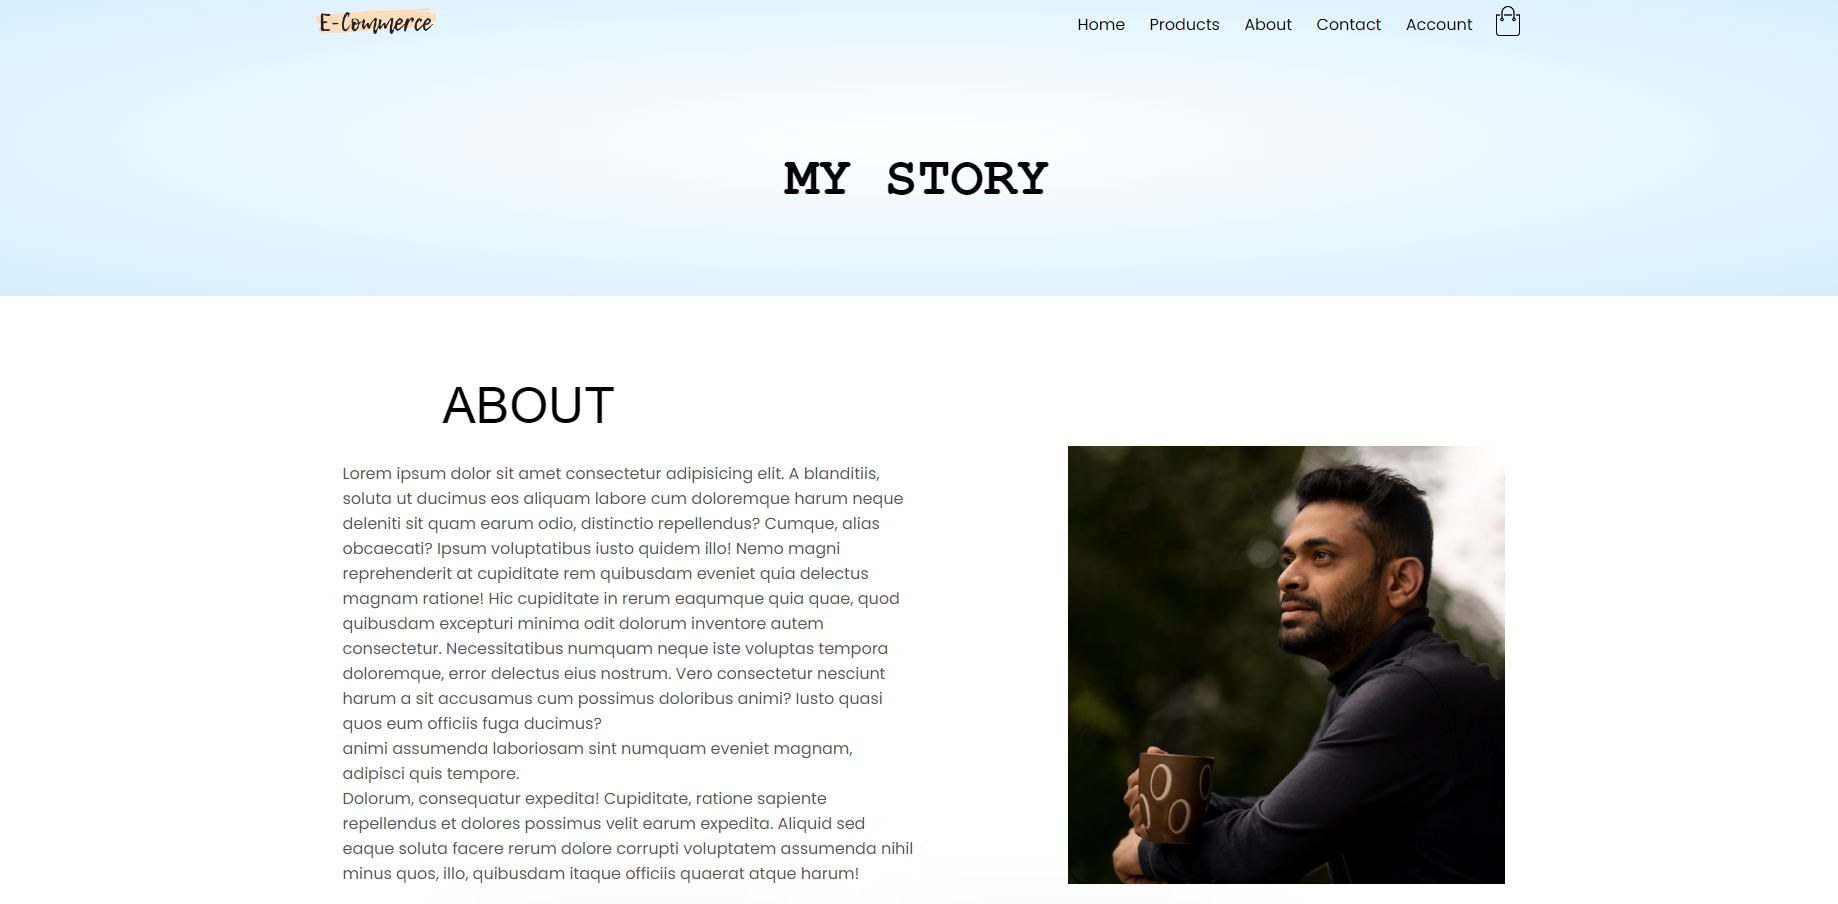 E-Commerce
Home Products About Contact Account
MY STORY
ABOUT
Lorem ipsum dolor sit amet consectetur adipisicing elit. A blanditiis,
soluta ut ducimus eos aliquam labore cum doloremque harum neque
deleniti sit quam earum odio, distinctio repellendus? Cumque, alias
obcaecati? Ipsum voluptatibus iusto quidem illo! Nemo magni
reprehenderit at cupiditate rem quibusdam eveniet quia delectus
magnam ratione! Hic cupiditate in rerum eaqumque quia quae, quod
quibusdam excepturi minima odit dolorum inventore autem
consectetur. Necessitatibus numquam neque iste voluptas tempora
doloremque, error delectus eius nostrum. Vero consectetur nesciunt
harum a sit accusamus cum possimus doloribus animi? Iusto quasi
quos eum officiis fuga ducimus?
animi assumenda laboriosam sint numquam eveniet magnam,
adipisci quis tempore.
Dolorum, consequatur expedita! Cupiditate, ratione sapiente
repellendus et dolores possimus velit earum expedita. Aliquid sed
eaque soluta facere rerum dolore corrupti voluptatem assumenda nihil
minus quos, illo, quibusdam itaque officiis quaerat atque harum!